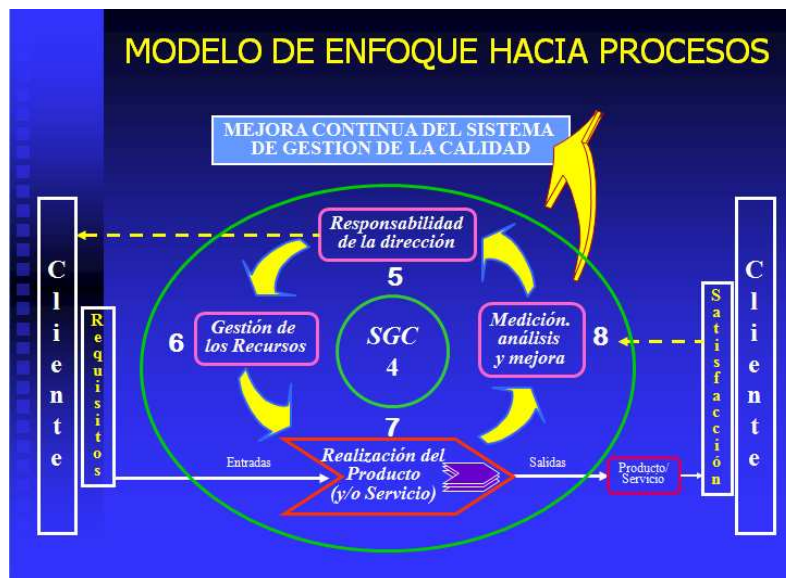 MODELO DE ENFOQUE HACIA PROCESOS
MEJORA CONTINUA DEL SISTEMA
DE GESTION DE LA CALIDAD
Cliente
Requisitos
Responsabilidad
de la dirección
5
6
Gestión de
los Recursos
SGC
4
Medición.
análisis
y mejora
8
7
Entradas
Realización del
Producto
(y/o Servicio)
Salidas
Producto/
Servicio
Satisfacción
Cliente